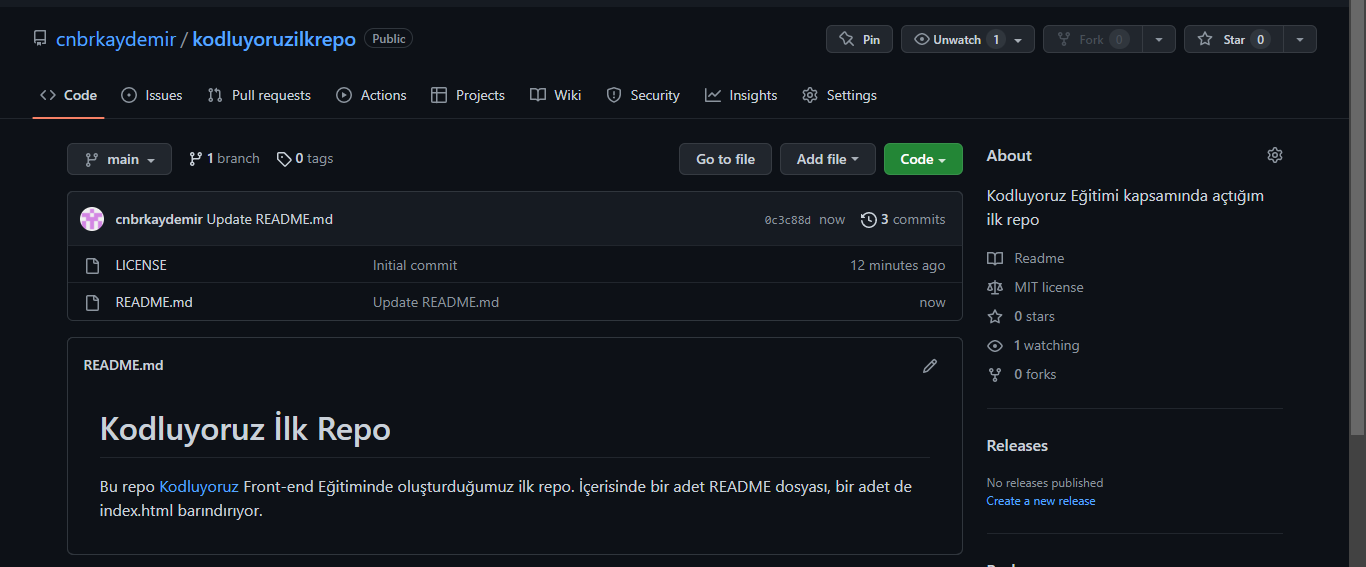 cnbrkaydemir / kodluyoruzilkrepo Public
Pin
Unwatch 1
Fork 0
Star 0
Code
Issues
Pull requests
Actions
Projects
Wiki
Security
Insights
Settings
main
1 branch
0 tags
Go to file
Add file
Code
cnbrkaydemir Update README.md 0c3c88d now 3 commits
LICENSE Initial commit 12 minutes ago
README.md Update README.md now
README.md
Kodluyoruz İlk Repo
Bu repo Kodluyoruz Front-end Eğitiminde oluşturduğumuz ilk repo. İçerisinde bir adet README dosyası, bir adet de
index.html barındırıyor.
About
Kodluyoruz Eğitimi kapsamında açtığım
ilk repo
Readme
MIT license
0 stars
1 watching
0 forks
Releases
No releases published
Create a new release